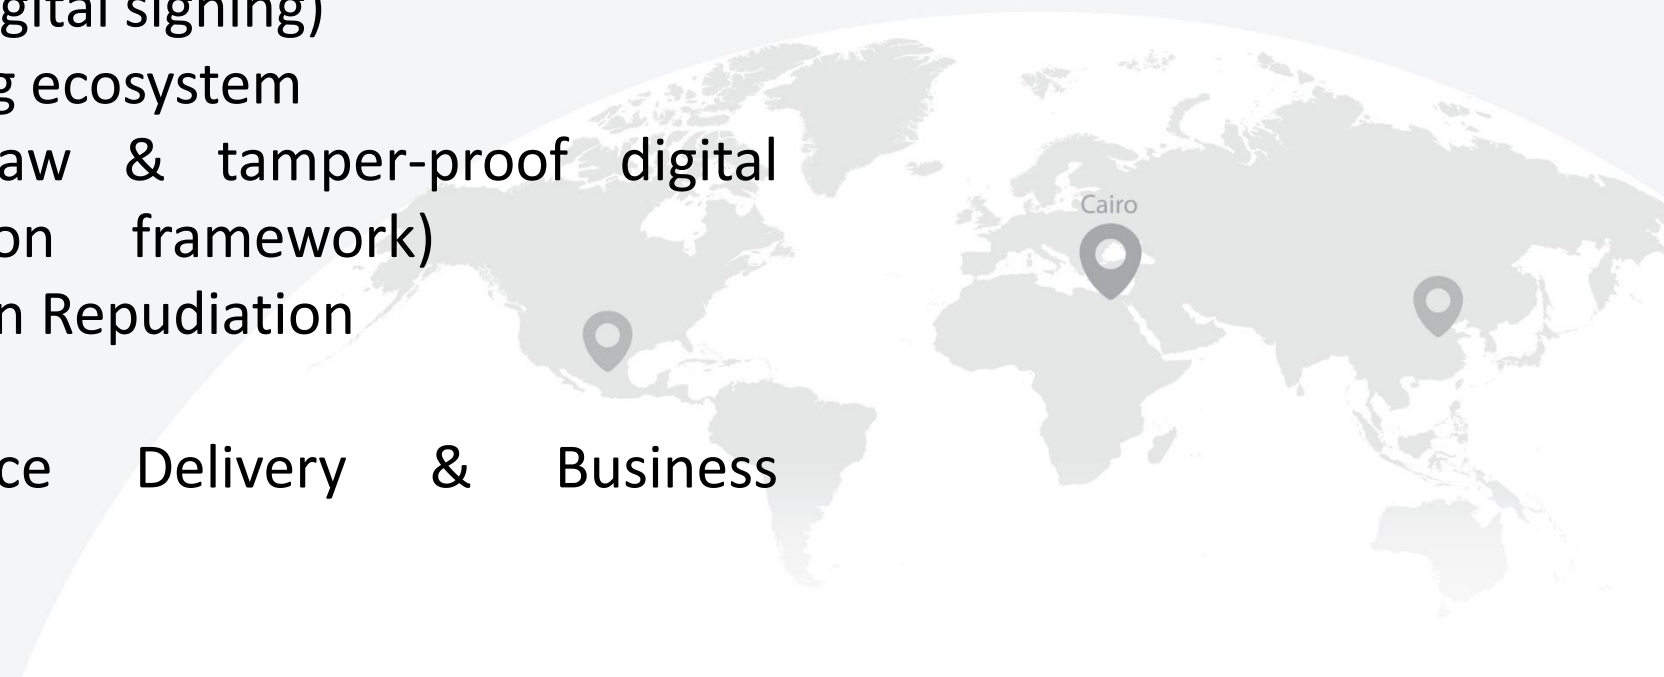 gital signing)
g ecosystem
aw & tamper-proof digital
on framework)
n Repudiation
ce Delivery & Business
Cairo